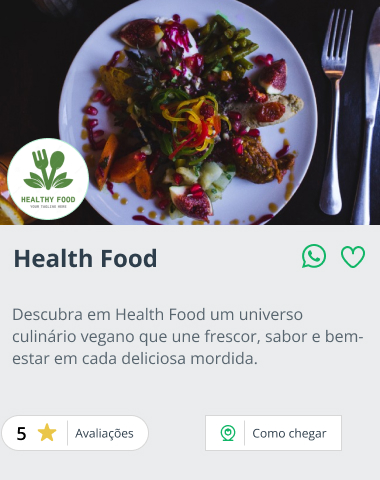 HEALTHY FOOD
YOUR TAGLINE HERE
Health Food
Descubra em Health Food um universo
culinário vegano que une frescor, sabor e bem-
estar em cada deliciosa mordida.
5 Avaliações
Como chegar